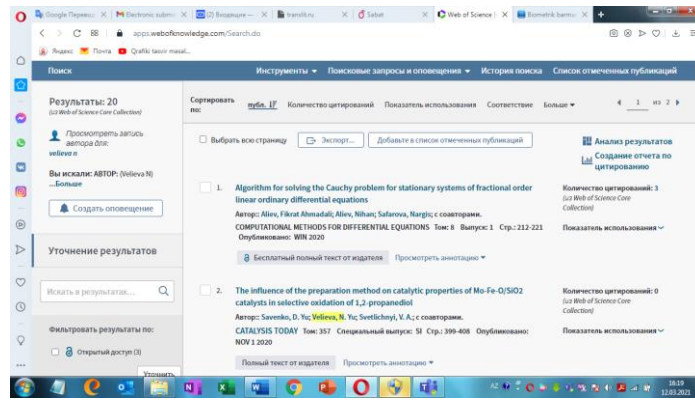 Google Перевод
Electronic submis
(2) Входящие —
translit.ru
Sabət
Web of Science
Biometrik barmaq
apps.webofknowledge.com/Search.do
Яндекс Почта Qrafiki təsvir məsəl...
Поиск Инструменты Поисковые запросы и оповещения История поиска Список отмеченных публикаций
Результаты: 20
(из Web of Science Core Collection)
Просмотреть запись
автора для:
velieva n
Вы искали: АВТОР: (Velieva N)
...Больше
Создать оповещение
Уточнение результатов
Искать в результатах...
Фильтровать результаты по:
Открытый доступ (3)
Уточнить
Сортировать по: публ. Количество цитирований Показатель использования Соответствие Больше
1 из 2
Выбрать всю страницу Экспорт... Добавьте в список отмеченных публикаций
Анализ результатов
Создание отчета по
цитированию
1. Algorithm for solving the Cauchy problem for stationary systems of fractional order
linear ordinary differential equations
Автор:: Aliev, Fikrat Ahmadali; Aliev, Nihan; Safarova, Nargis; с соавторами.
COMPUTATIONAL METHODS FOR DIFFERENTIAL EQUATIONS Том: 8 Выпуск: 1 Стр.: 212-221
Опубликовано: WIN 2020
Бесплатный полный текст от издателя Просмотреть аннотацию
Количество цитирований: 3
(из Web of Science Core
Collection)
Показатель использования
2. The influence of the preparation method on catalytic properties of Mo-Fe-O/SiO2
catalysts in selective oxidation of 1,2-propanediol
Автор:: Savenko, D. Yu; Velieva, N. Yu; Svetlichnyi, V. A.; с соавторами.
CATALYSIS TODAY Том: 357 Специальный выпуск: SI Стр.: 399-408 Опубликовано:
NOV 1 2020
Полный текст от издателя Просмотреть аннотацию
Количество цитирований: 0
(из Web of Science Core
Collection)
Показатель использования
AZ
16:19
12.03.2021